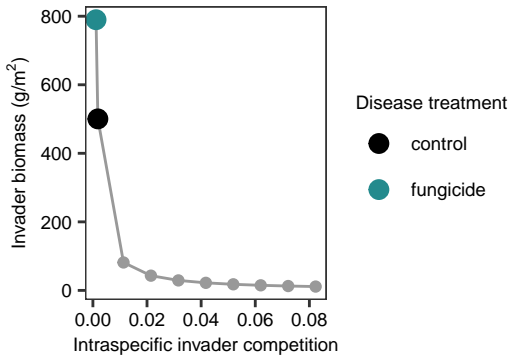 800
600
400
200
0
Invader biomass (g/m²)
0.00 0.02 0.04 0.06 0.08
Intraspecific invader competition
Disease treatment
control
fungicide